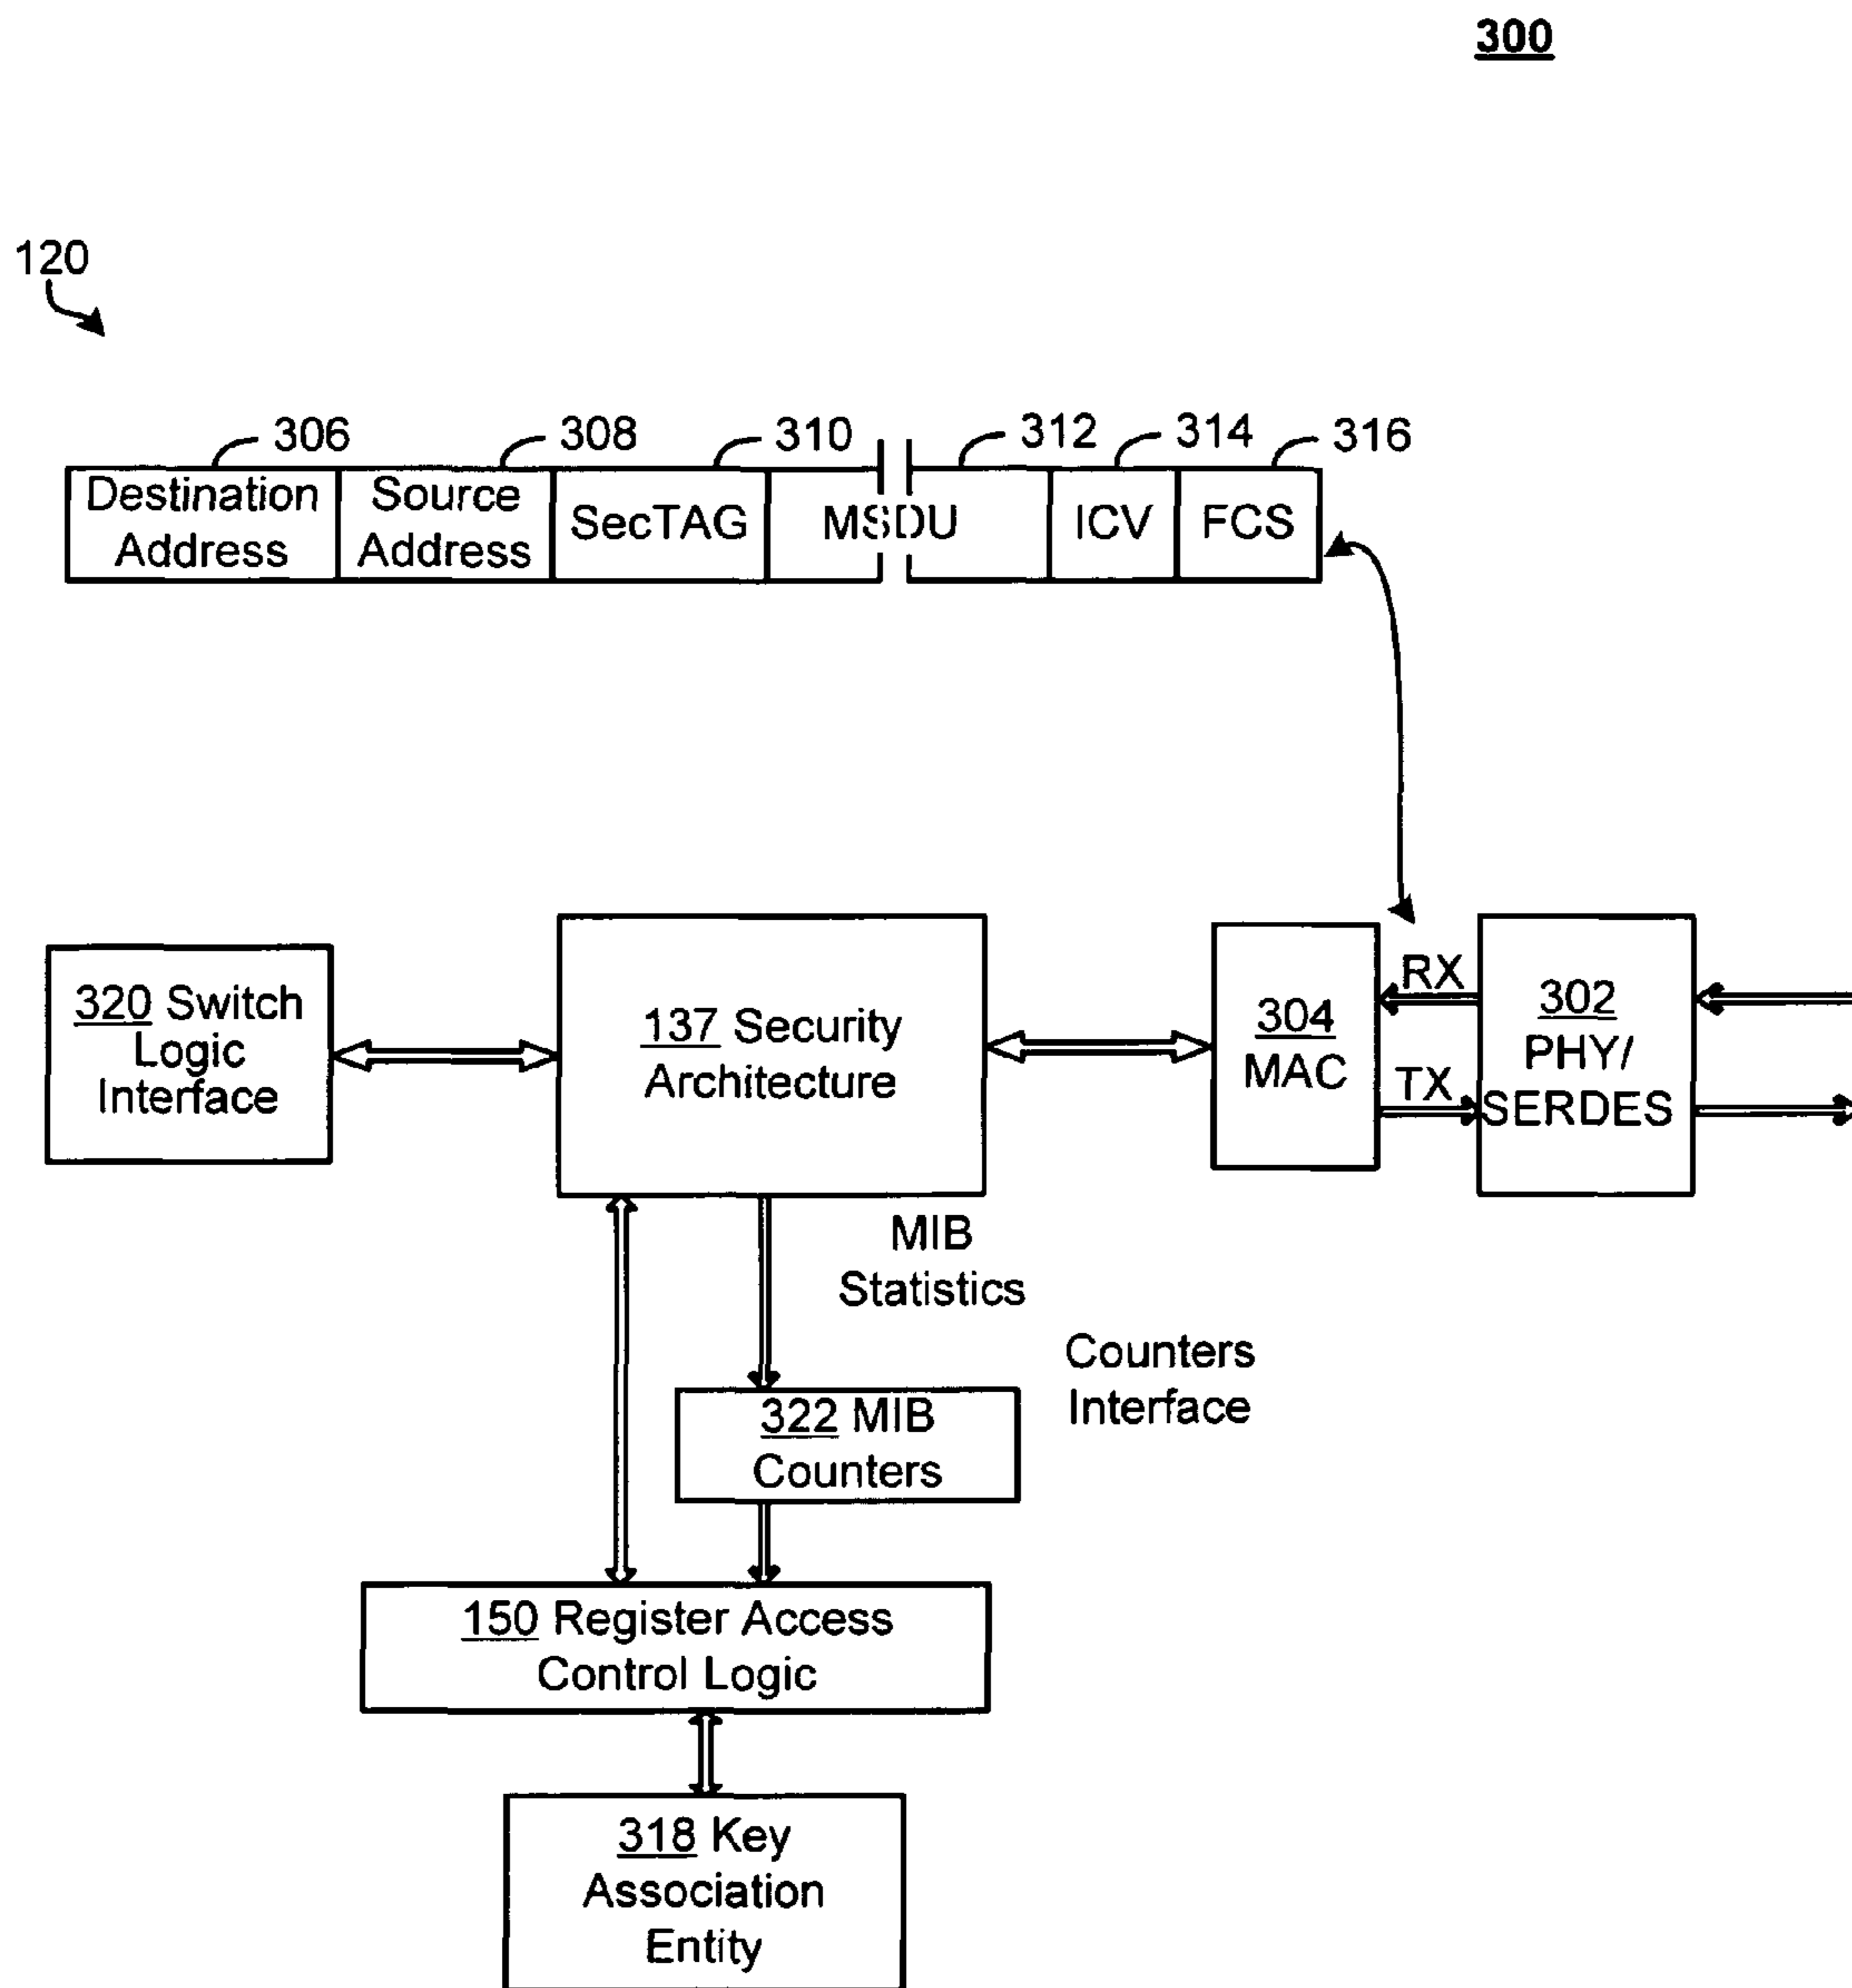 300
120
306
308
310
312
314
316
Destination
Address
Source
Address
SecTAG
MSDU
ICV
FCS
320 Switch
Logic
Interface
137 Security
Architecture
304
MAC
RX
TX
302
PHY/
SERDES
MIB
Statistics
Counters
Interface
322 MIB
Counters
150 Register Access
Control Logic
318 Key
Association
Entity